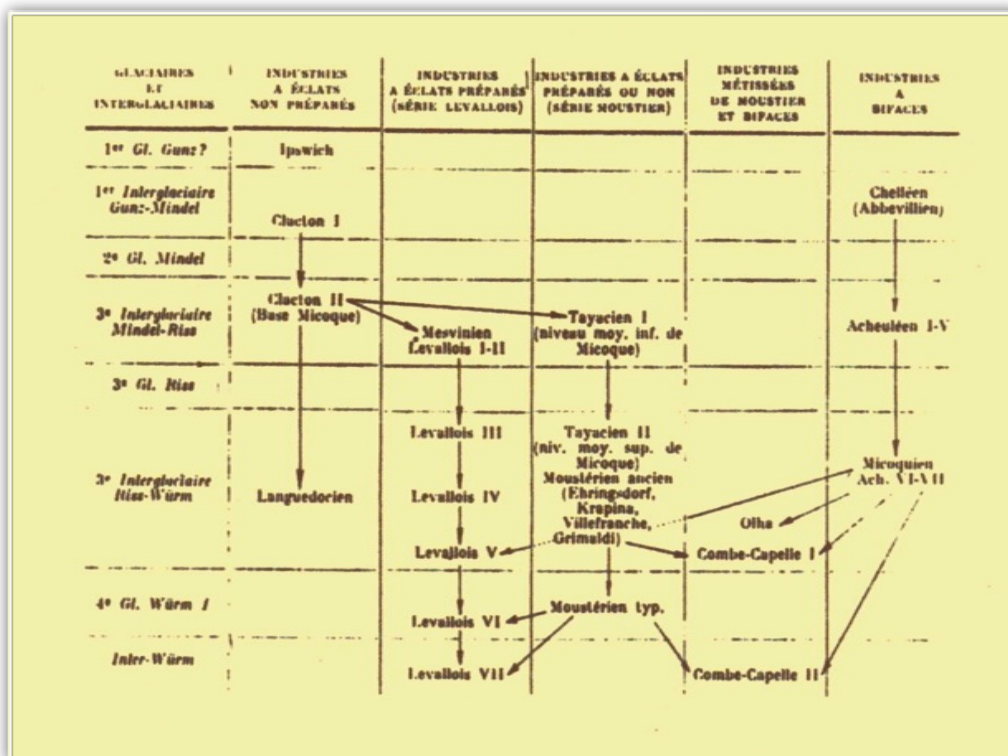 GLACIAIRES
ET
INTERGLACIAIRES
INDUSTRIES
A ÉCLATS
NON PRÉPARÉS
INDUSTRIES
A ÉCLATS PRÉPARÉS
(SÉRIE LEVALLOIS)
INDUSTRIES A ÉCLATS
PRÉPARÉS OU NON
(SÉRIE MOUSTIER)
INDUSTRIES
MÉTISSÉES
DE MOUSTIER
ET BIFACES
INDUSTRIES
A
BIFACES
1er Gl. Gunz?
Ipswich
1er Interglaciaire
Gunz-Mindel
Clacton I
Chelléen
(Abbevillien)
2e Gl. Mindel
Interglaciaire
Mindel-Riss
Clacton II
(Base Micoque)
Mesvinien
Levallois I-II
Tayacien I
(niveau moy. inf. de
Micoque)
Acheuléen I-V
3e Gl. Riss
Interglaciaire
Riss-Würm
Languedocien
Levallois III
Levallois IV
Levallois V
Tayacien II
(niv. moy. sup. de
Micoque)
Moustérien ancien
(Ehringsdorf,
Krapina,
Villefranche,
Grimaldi)
Olha
Combe-Capelle I
Micoquien
Ach. VI-VII
4e Gl. Würm I
Levallois VI
Moustérien typ.
Inter-Würm
Levallois VII
Combe-Capelle II